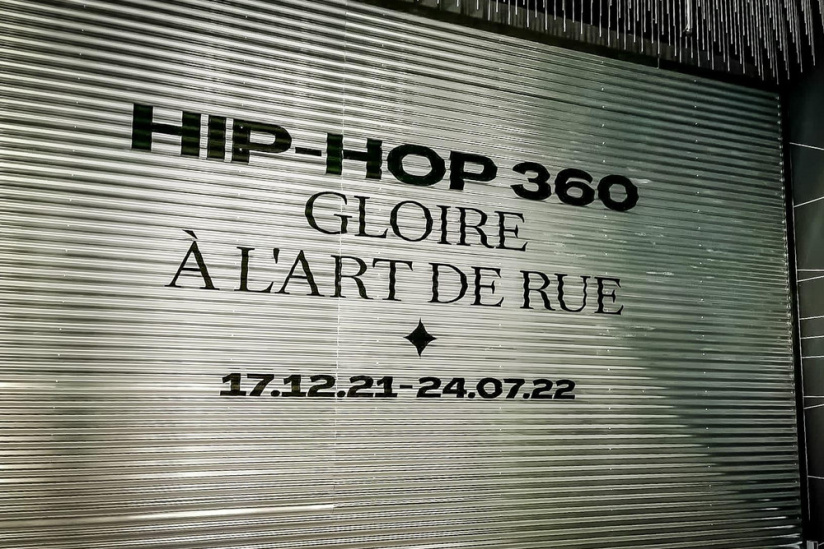 HIP-HOP 360
GLOIRE
À L'ART DE RUE
17.12.21-24.07.22